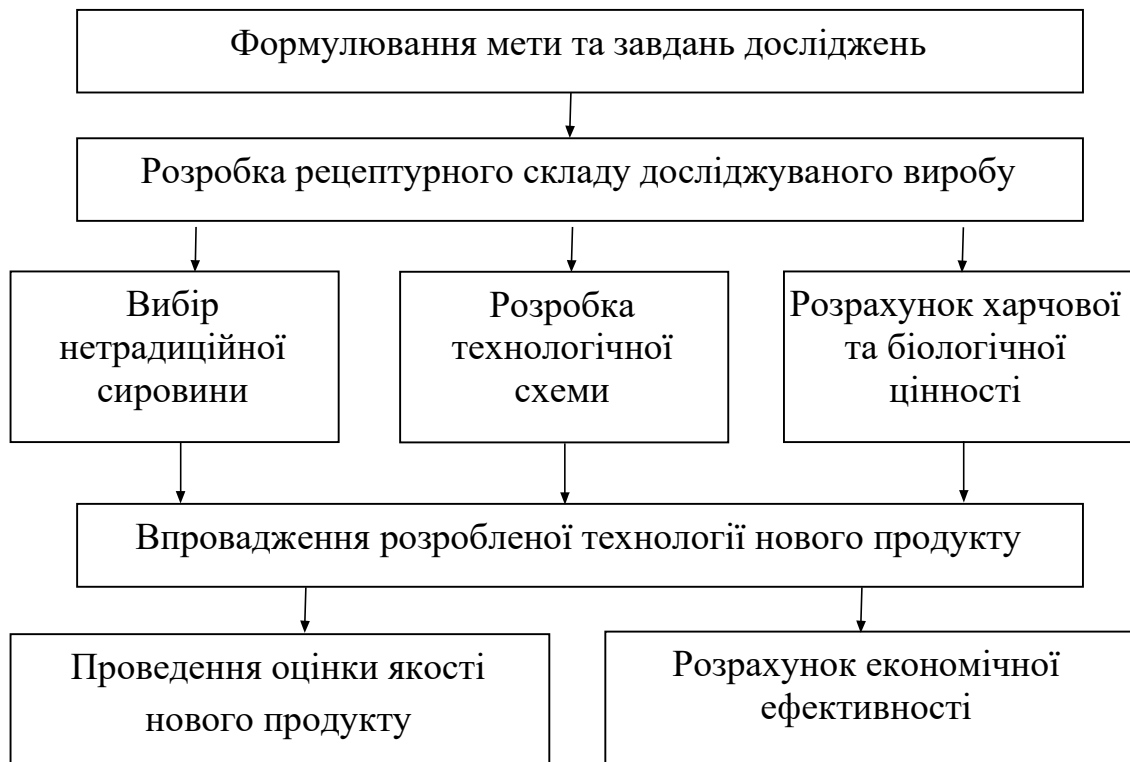 Формулювання мети та завдань досліджень
Розробка рецептурного складу досліджуваного виробу
Вибір
нетрадиційної
сировини
Розробка
технологічної
схеми
Розрахунок харчової
та біологічної
цінності
Впровадження розробленої технології нового продукту
Проведення оцінки якості
нового продукту
Розрахунок економічної
ефективності